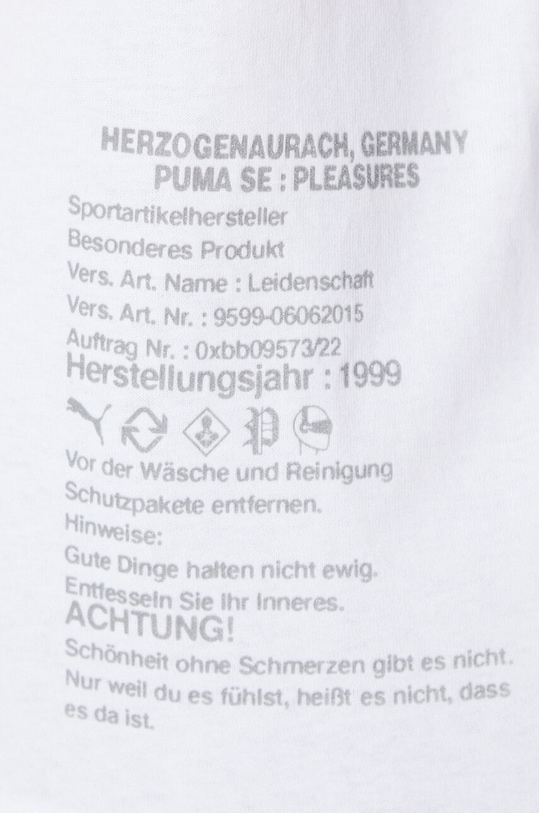 HERZOGENAURACH, GERMANY
PUMA SE : PLEASURES
Sportartikelhersteller
Besonderes Produkt
Vers. Art. Name : Leidenschaft
Vers. Art. Nr. : 9599-06062015
Auftrag Nr. : 0xbb09573/22
Herstellungsjahr : 1999
Vor der Wäsche und Reinigung
Schutzpakete entfernen.
Hinweise:
Gute Dinge halten nicht ewig.
Entfesseln Sie Ihr Inneres.
ACHTUNG!
Schönheit ohne Schmerzen gibt es nicht.
Nur weil du es fühlst, heißt es nicht, dass
es da ist.